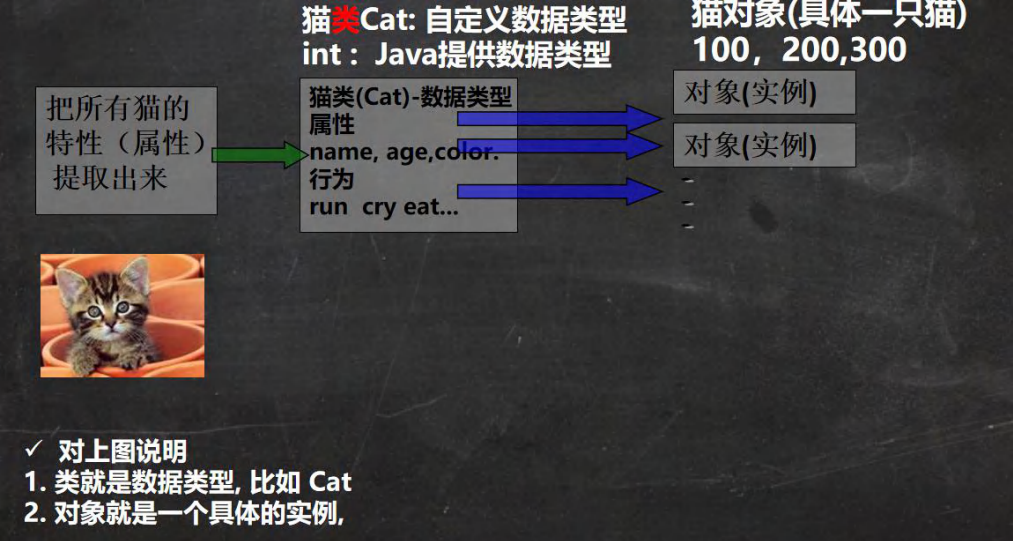 猫类Cat: 自定义数据类型
int： Java提供数据类型
猫对象(具体一只猫)
100，200,300
把所有猫的
特性（属性）
提取出来
猫类(Cat)-数据类型
属性
name, age,color.
行为
run cry eat...
对象(实例)
对象(实例)
✓ 对上图说明
1. 类就是数据类型, 比如 Cat
2. 对象就是一个具体的实例,